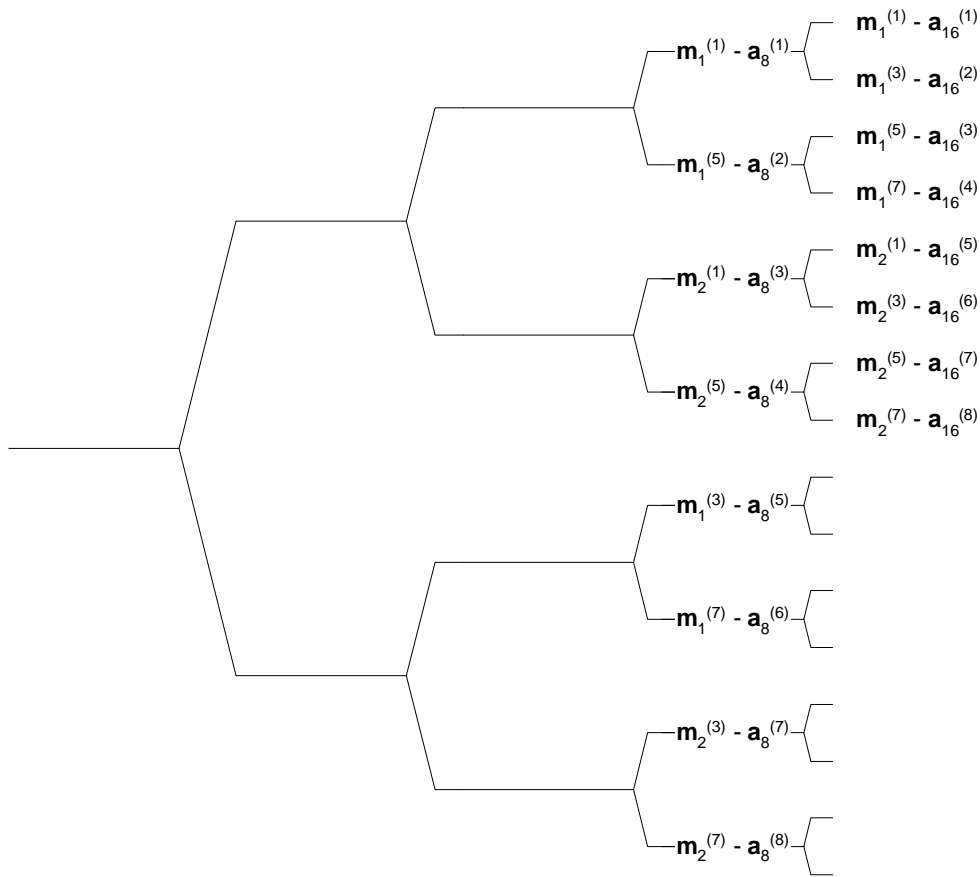 m₁⁽¹⁾ - a₁₆⁽¹⁾
m₁⁽¹⁾ - a₈⁽¹⁾
m₁⁽³⁾ - a₁₆⁽²⁾
m₁⁽⁵⁾ - a₁₆⁽³⁾
m₁⁽⁵⁾ - a₈⁽²⁾
m₁⁽⁷⁾ - a₁₆⁽⁴⁾
m₂⁽¹⁾ - a₁₆⁽⁵⁾
m₂⁽¹⁾ - a₈⁽³⁾
m₂⁽³⁾ - a₁₆⁽⁶⁾
m₂⁽⁵⁾ - a₁₆⁽⁷⁾
m₂⁽⁵⁾ - a₈⁽⁴⁾
m₂⁽⁷⁾ - a₁₆⁽⁸⁾
m₁⁽³⁾ - a₈⁽⁵⁾
m₁⁽⁷⁾ - a₈⁽⁶⁾
m₂⁽³⁾ - a₈⁽⁷⁾
m₂⁽⁷⁾ - a₈⁽⁸⁾